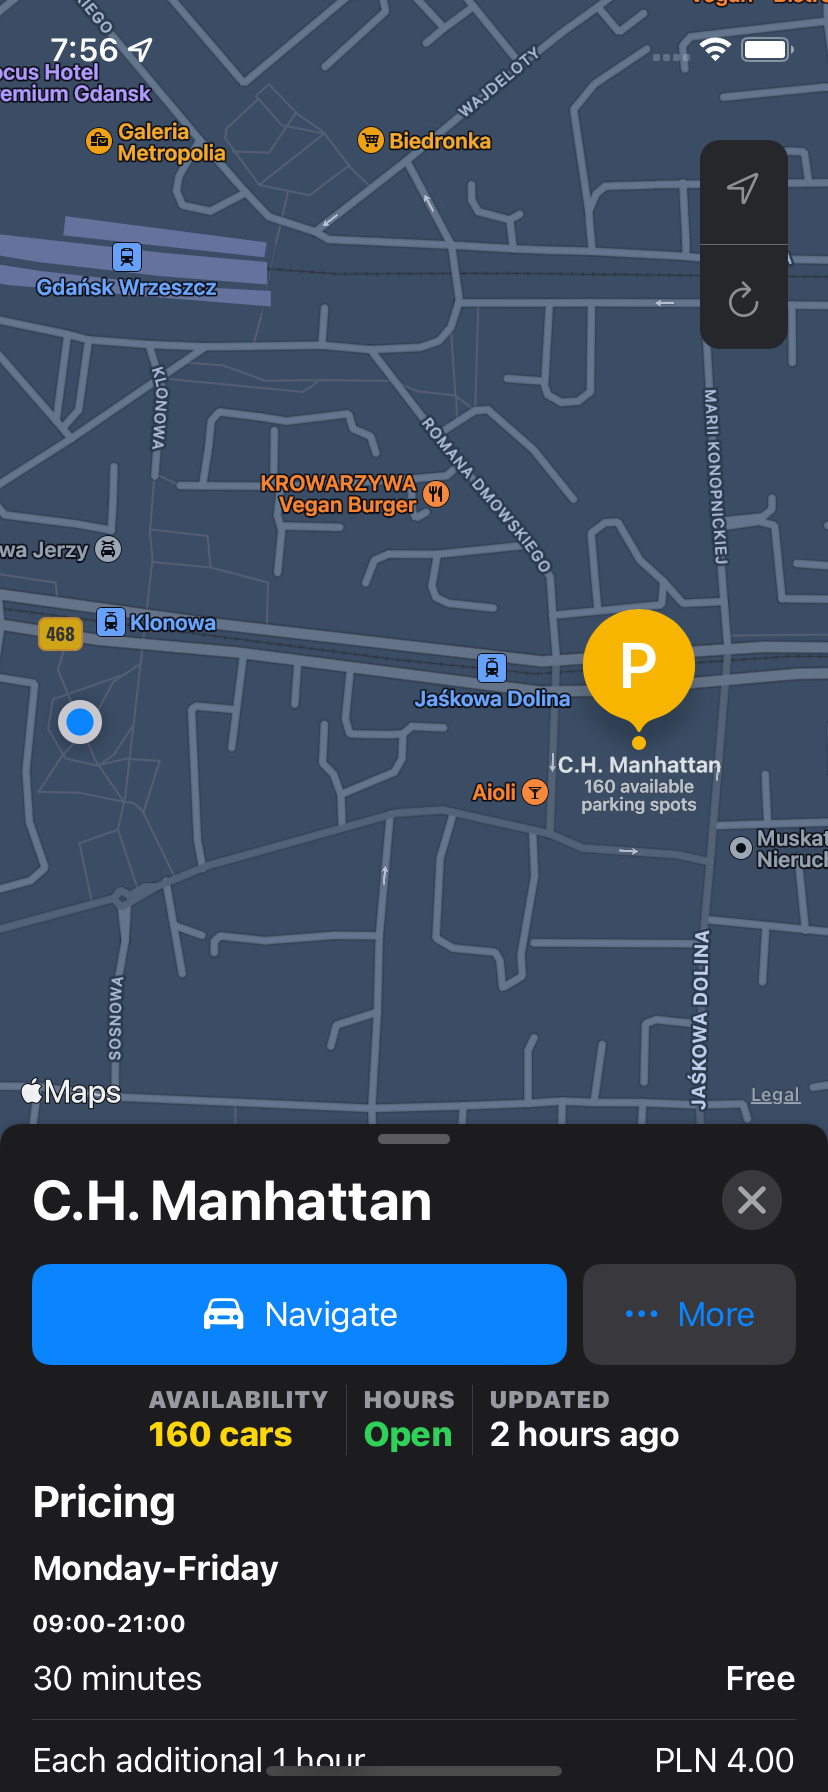 7:56
ocus Hotel
remium Gdansk
Galeria
Metropolia
Biedronka
WAJDELOTY
Gdańsk Wrzeszcz
KLONOWA
ROMANA DMOWSKIEGO
MARII KONOPNICKIEJ
KROWARZYWA
Vegan Burger
wa Jerzy
468
Klonowa
Jaśkowa Dolina
P
C.H. Manhattan
160 available
parking spots
Aioli
Muskat
Nieruch
SOSNOWA
JAŚKOWA DOLINA
Maps
Legal
C.H. Manhattan
Navigate
••• More
AVAILABILITY HOURS UPDATED
160 cars Open 2 hours ago
Pricing
Monday-Friday
09:00-21:00
30 minutes Free
Each additional 1 hour PLN 4.00